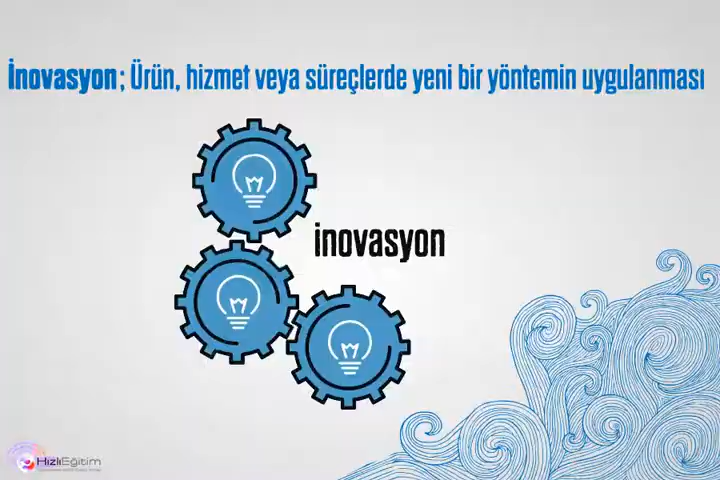 İnovasyon; Ürün, hizmet veya süreçlerde yeni bir yöntemin uygulanması
inovasyon
HızlıEğitim